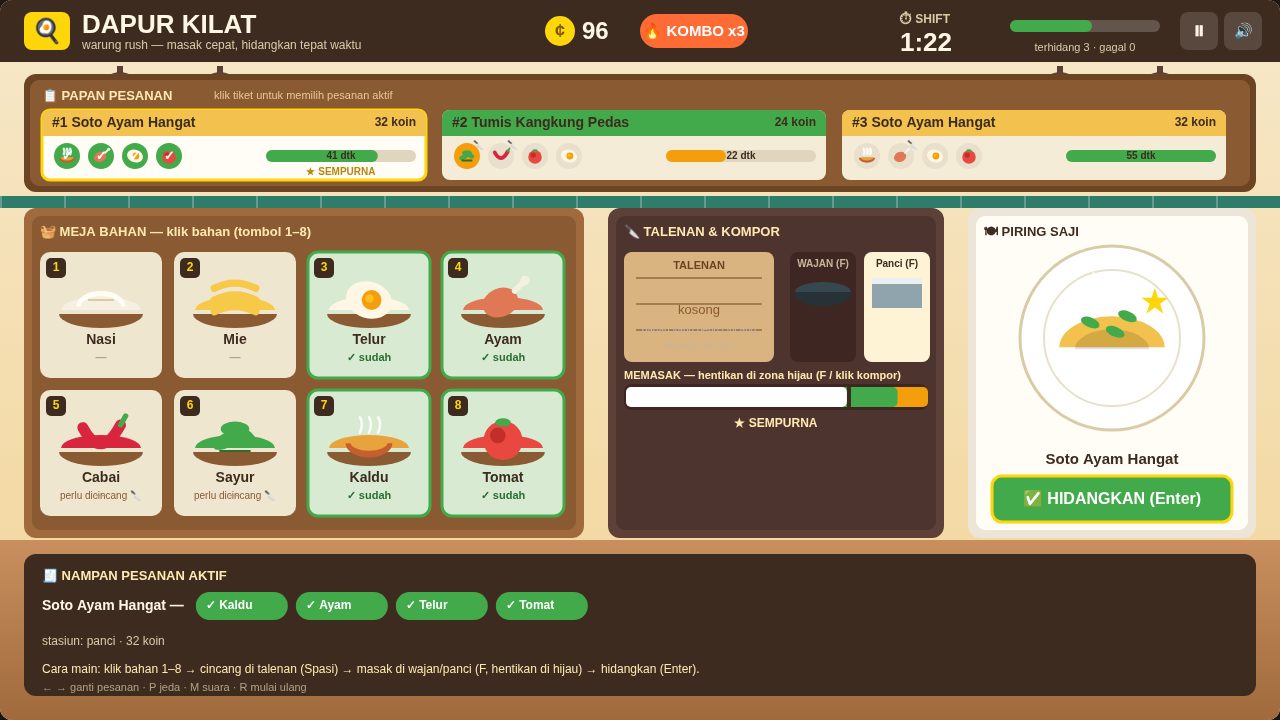 DAPUR KILAT
warung rush — masak cepat, hidangkan tepat waktu
¢ 96
🔥 KOMBO x3
⏱ SHIFT
1:22
terhidang 3 · gagal 0
⏸
🔊
📋 PAPAN PESANAN
klik tiket untuk memilih pesanan aktif
#1 Soto Ayam Hangat 32 koin
41 dtk
★ SEMPURNA
#2 Tumis Kangkung Pedas 24 koin
22 dtk
#3 Soto Ayam Hangat 32 koin
55 dtk
🧺 MEJA BAHAN — klik bahan (tombol 1–8)
1
Nasi
—
2
Mie
—
3
Telur
✓ sudah
4
Ayam
✓ sudah
5
Cabai
perlu dicincang 🔪
6
Sayur
perlu dicincang 🔪
7
Kaldu
✓ sudah
8
Tomat
✓ sudah
🔪 TALENAN & KOMPOR
TALENAN
kosong
WAJAN (F)
Panci (F)
MEMASAK — hentikan di zona hijau (F / klik kompor)
★ SEMPURNA
🍽 PIRING SAJI
Soto Ayam Hangat
✅ HIDANGKAN (Enter)
🧾 NAMPAN PESANAN AKTIF
Soto Ayam Hangat — ✓ Kaldu ✓ Ayam ✓ Telur ✓ Tomat
stasiun: panci · 32 koin
Cara main: klik bahan 1–8 → cincang di talenan (Spasi) → masak di wajan/panci (F, hentikan di hijau) → hidangkan (Enter).
← → ganti pesanan · P jeda · M suara · R mulai ulang